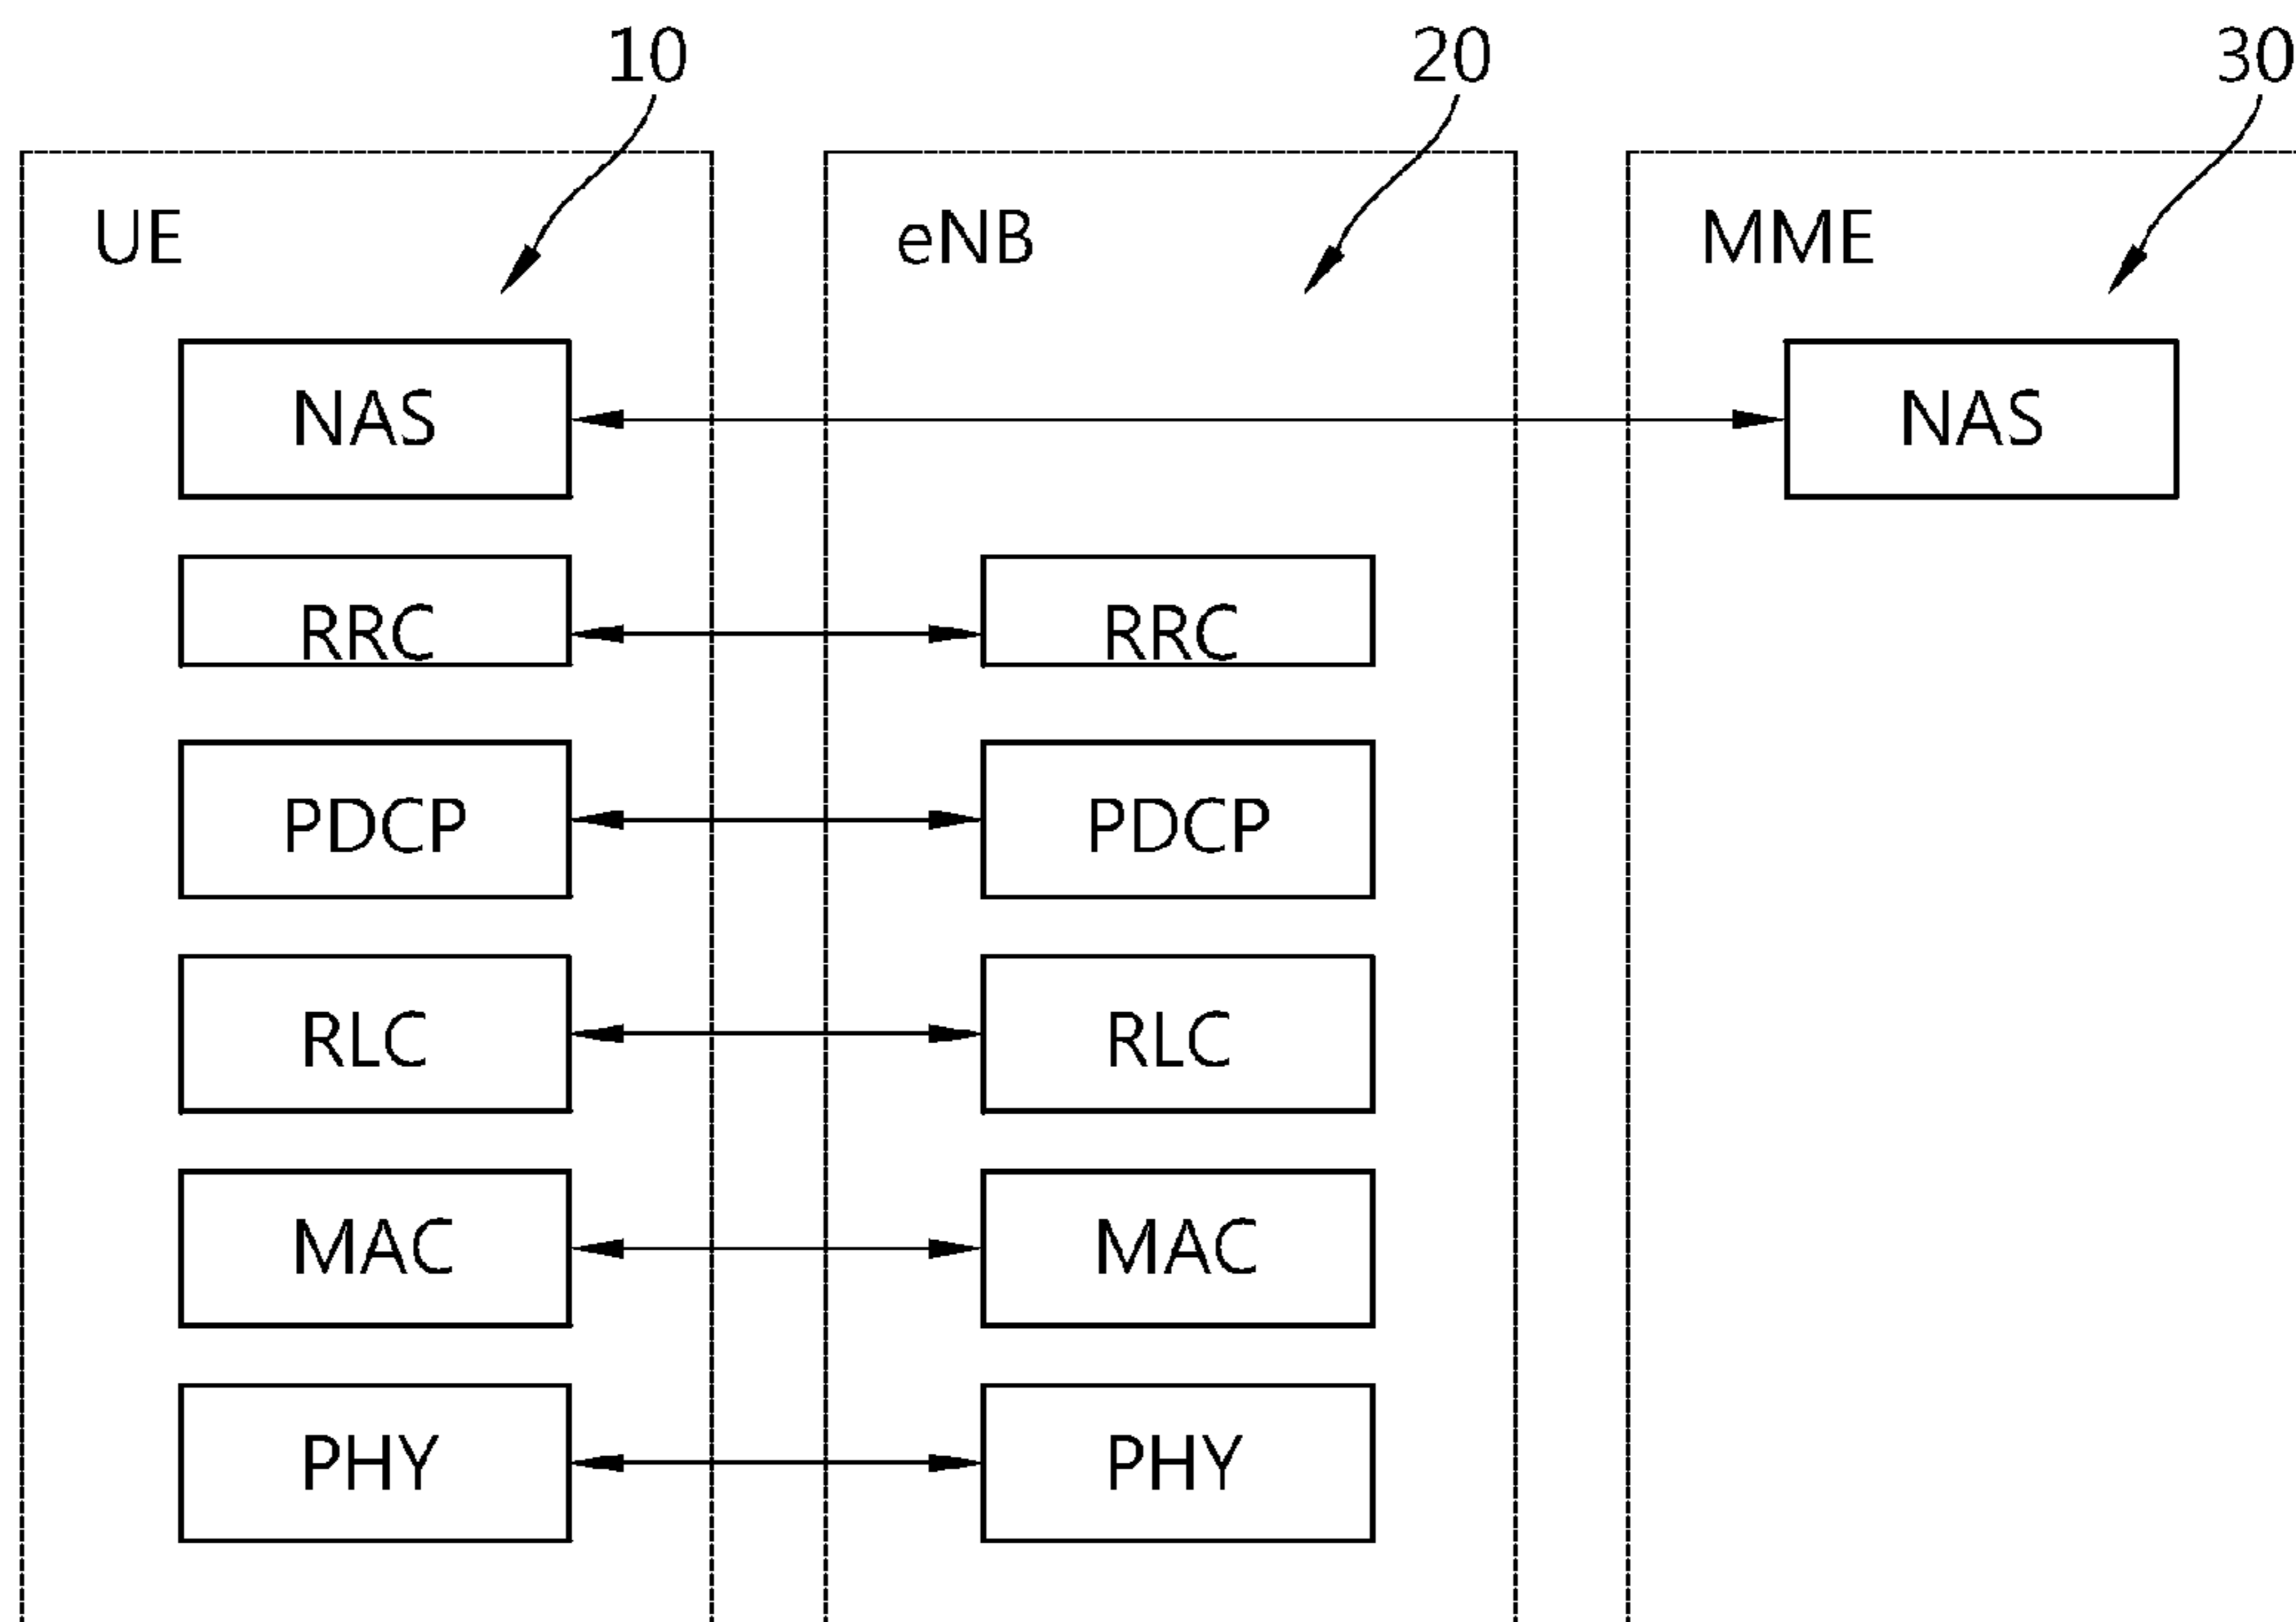 10 20 30
UE eNB MME
NAS NAS
RRC RRC
PDCP PDCP
RLC RLC
MAC MAC
PHY PHY